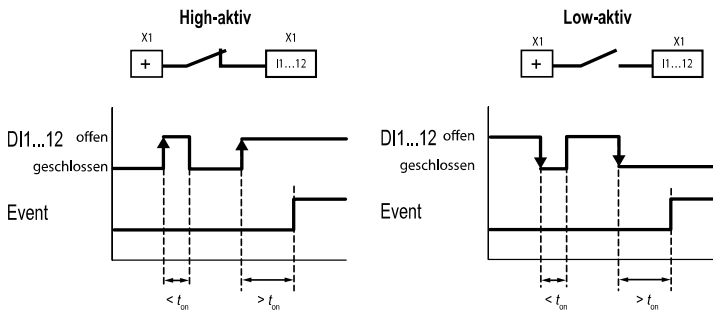 High-aktiv
X1 X1
+ I1...12
DI1...12 offen
geschlossen
Event
< ton > ton
Low-aktiv
X1 X1
+ I1...12
DI1...12 offen
geschlossen
Event
< ton > ton